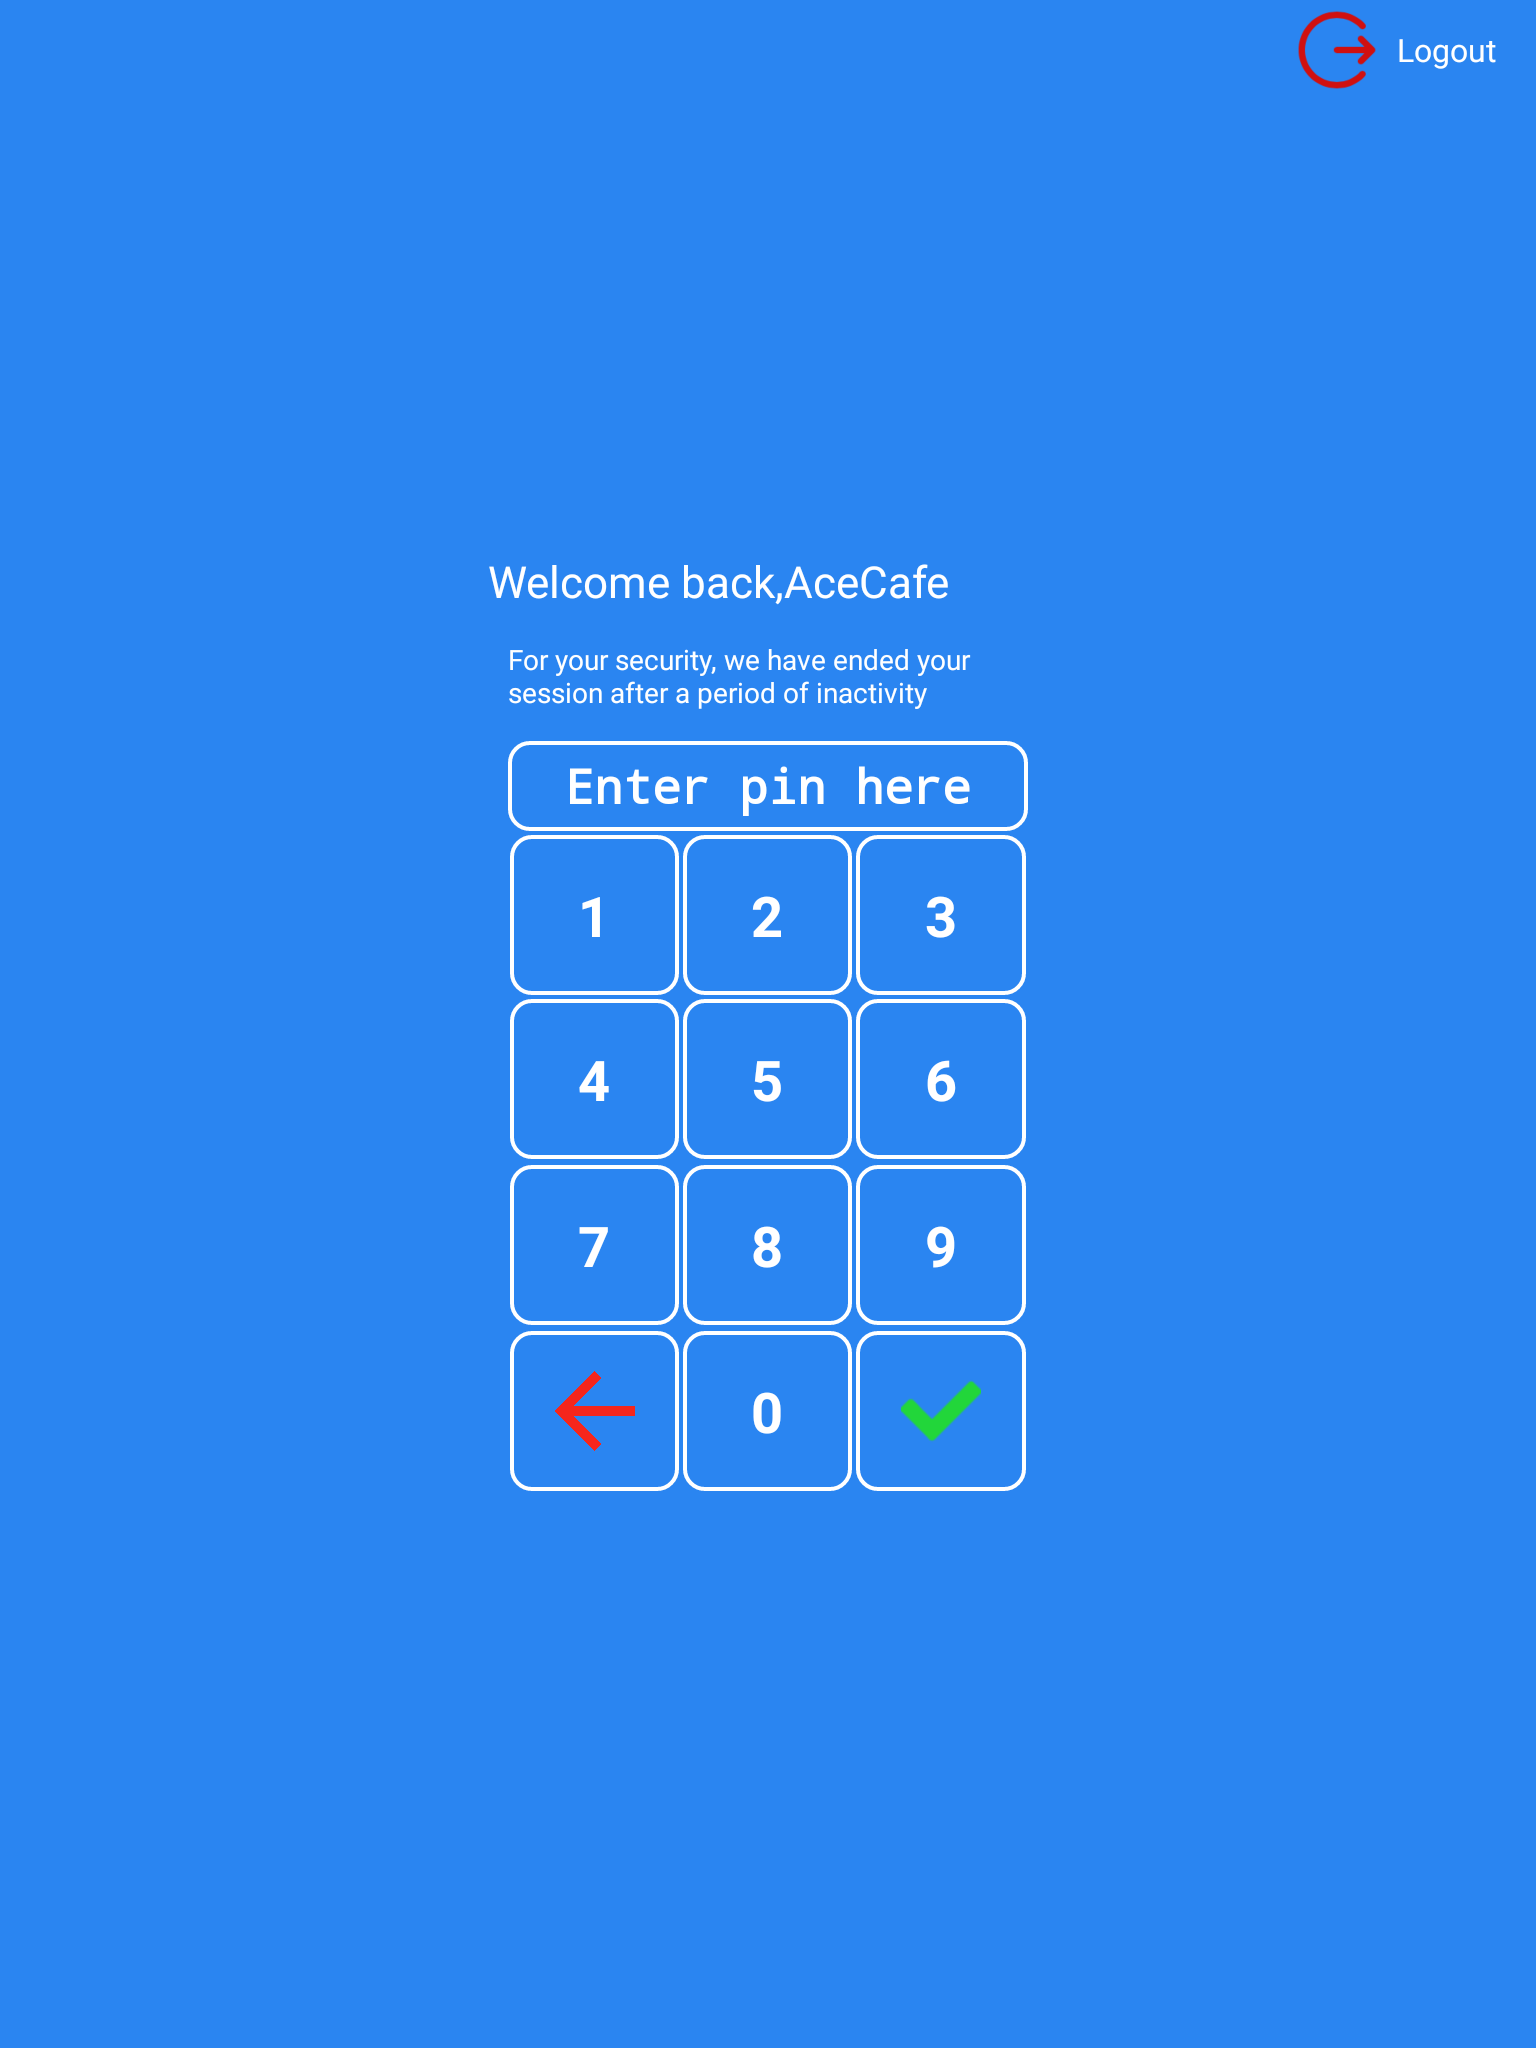 Logout
Welcome back,AceCafe
For your security, we have ended your
session after a period of inactivity
Enter pin here
1 2 3
4 5 6
7 8 9
0